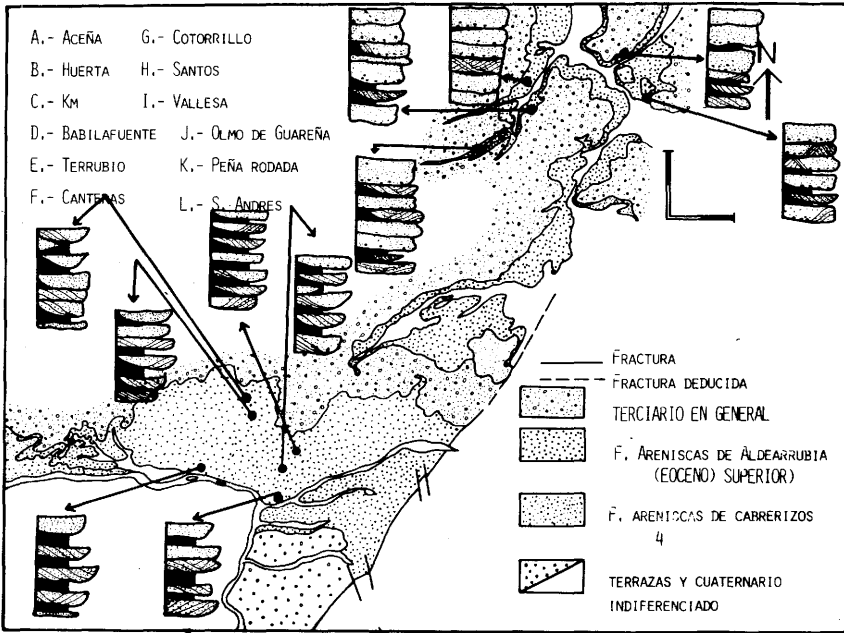 A.- ACEÑA
B.- HUERTA
C.- KM
D.- BABILAFUENTE
E.- TERRUBIO
F.- CANTERAS
G.- COTORRILLO
H.- SANTOS
I.- VALLESA
J.- OLMO DE GUAREÑA
K.- PEÑA RODADA
L.- S. ANDRES
N
FRACTURA
FRACTURA DEDUCIDA
TERCIARIO EN GENERAL
F. ARENISCAS DE ALDEARRUBIA
(EOCENO) SUPERIOR)
F. ARENISCAS DE CABRERIZOS
4
TERRAZAS Y CUATERNARIO
INDIFERENCIADO